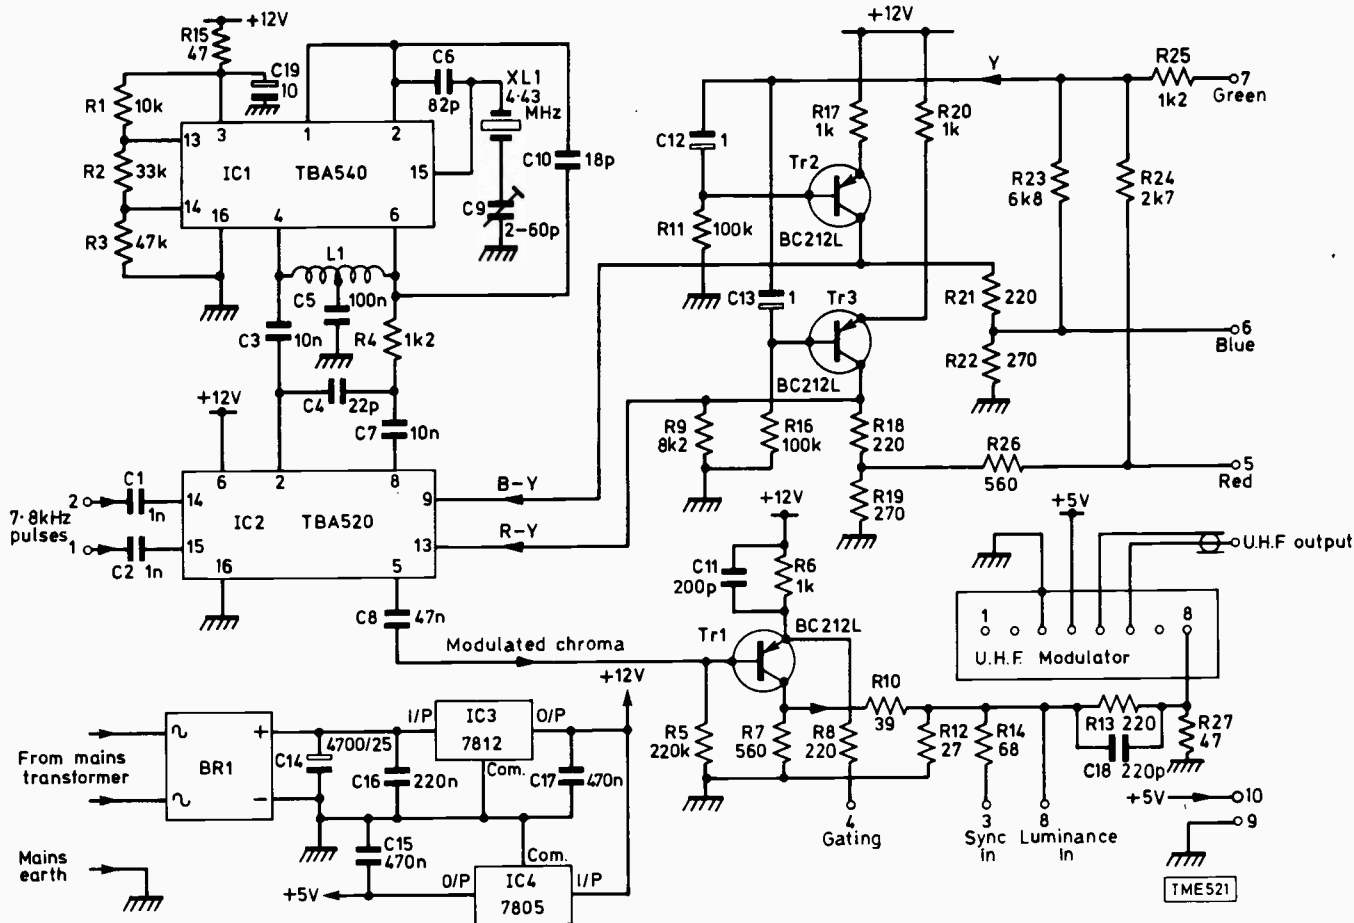 +12V
R15
47
C19
10
R1
10k
R2
33k
R3
47k
13
14
3
1
2
IC1 TBA540
15
16
4
6
C6
82p
XL1
4·43
MHz
C10
18p
C9
2-60p
L1
C5
100n
C3
10n
R4
1k2
C4
22p
C7
10n
+12V
C1
1n
C2
1n
2
7·8kHz
pulses
1
14
15
6
2
8
9
IC2 TBA520
13
16
5
B-Y
R-Y
C8
47n
Modulated chroma
+12V
R17
1k
R20
1k
Y
R25
1k2
7
Green
C12
1
Tr2
BC212L
R11
100k
R23
6k8
R24
2k7
C13
1
Tr3
BC212L
R21
220
R22
270
6
Blue
R9
8k2
R16
100k
R18
220
R19
270
R26
560
5
Red
+12V
C11
200p
R6
1k
+5V
U.H.F output
1
8
U.H.F. Modulator
Tr1
BC212L
R10
39
R5
220k
R7
560
R8
220
R12
27
R14
68
R13
220
C18
220p
R27
47
4
Gating
3
Sync
in
8
Luminance
In
+5V
10
9
TME521
From mains
transformer
BR1
+
-
C14
4700/25
C16
220n
I/P
IC3
7812
O/P
Com.
C17
470n
+12V
C15
470n
Com.
O/P
IC4
7805
I/P
+5V
Mains
earth